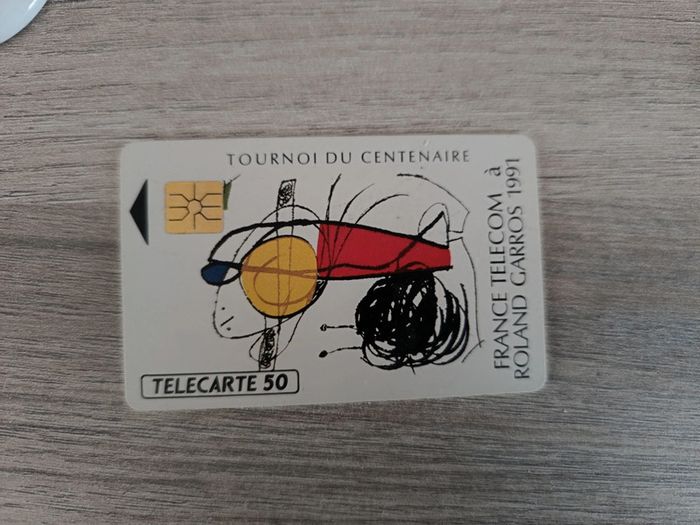 TOURNOI DU CENTENAIRE
FRANCE TELECOM à
ROLAND GARROS 1991
TELECARTE 50